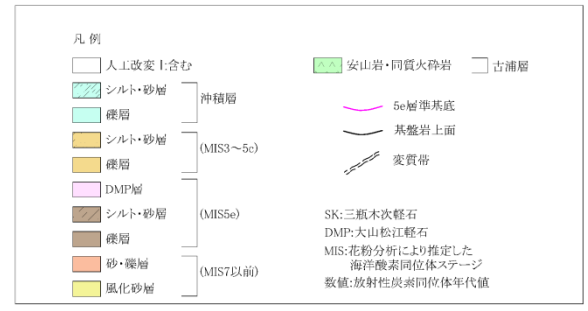 凡 例
人工改変土含む
シルト・砂層
礫層
沖積層
シルト・砂層
礫層
(MIS3～5c)
DMP層
シルト・砂層
礫層
(MIS5e)
砂・礫層
風化砂層
(MIS7以前)
安山岩・同質火砕岩
古浦層
5e層準基底
基盤岩上面
変質帯
SK:三瓶木次軽石
DMP:大山松江軽石
MIS:花粉分析により推定した
海洋酸素同位体ステージ
数値:放射性炭素同位体年代値